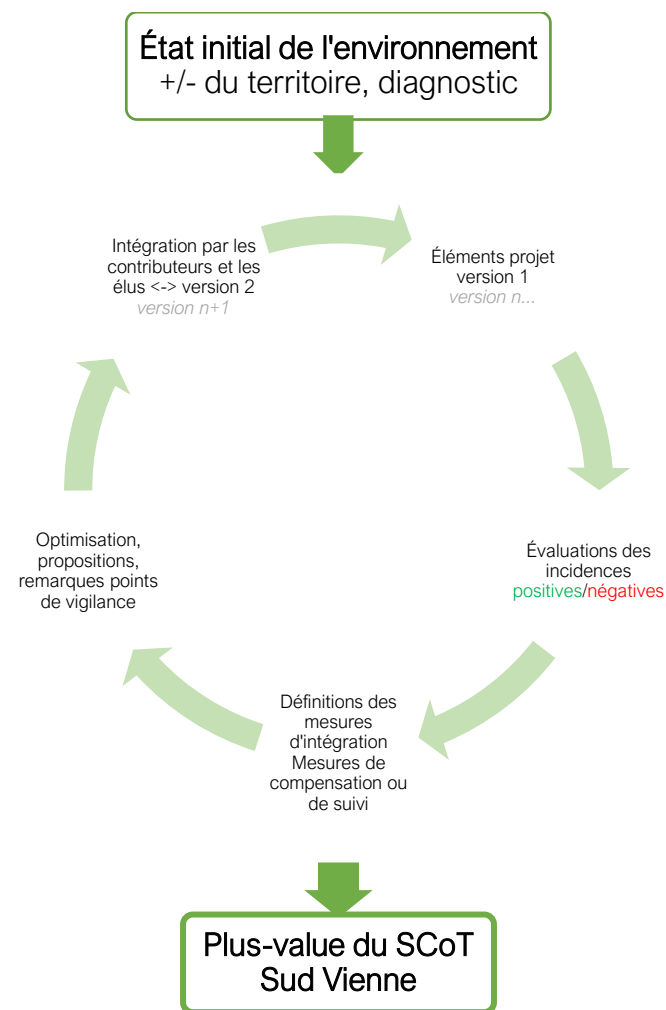 État initial de l'environnement
+/- du territoire, diagnostic
Intégration par les
contributeurs et les
élus <-> version 2
version n+1
Éléments projet
version 1
version n...
Évaluations des
incidences
positives/négatives
Définitions des
mesures
d'intégration
Mesures de
compensation ou
de suivi
Optimisation,
propositions,
remarques points
de vigilance
Plus-value du SCoT
Sud Vienne